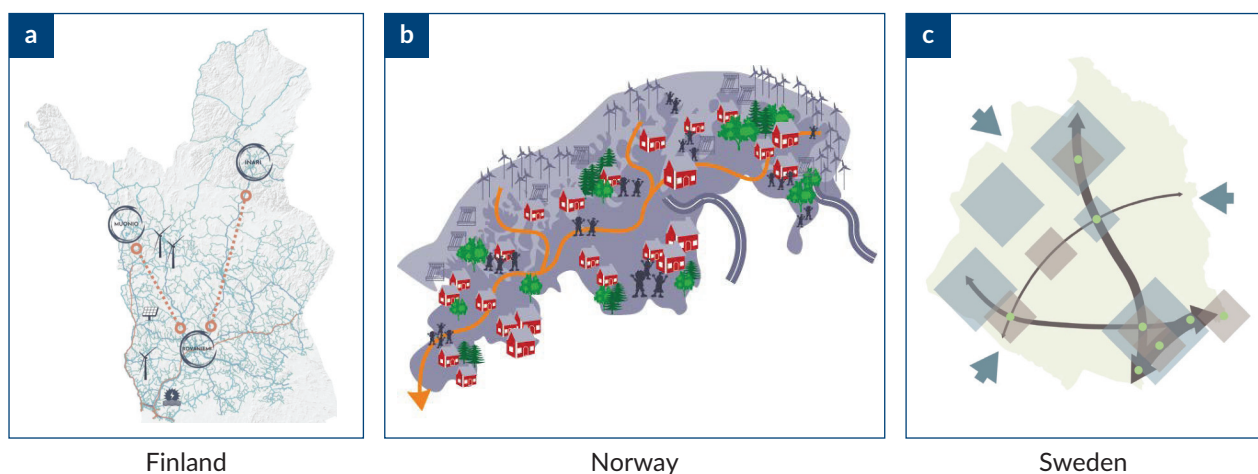 a
b
c
INARI
MUONIO
ROVANIEMI
Finland
Norway
Sweden